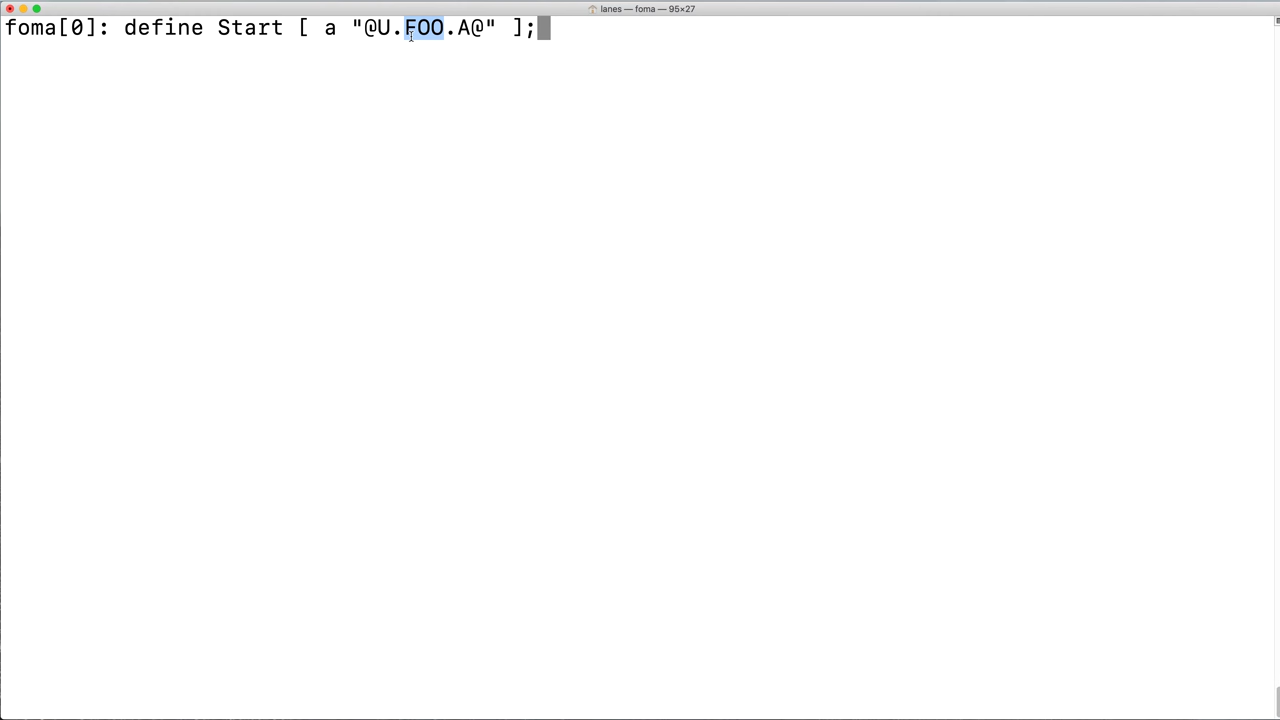 lanes — foma — 95×27
foma[0]: define Start [ a "@U.FOO.A@" ];